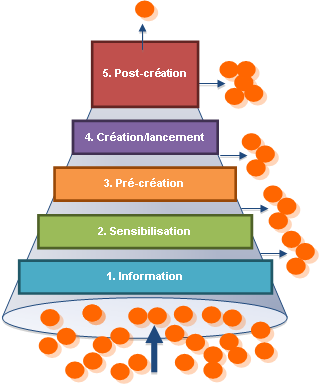 5. Post-création
4. Création/lancement
3. Pré-création
2. Sensibilisation
1. Information